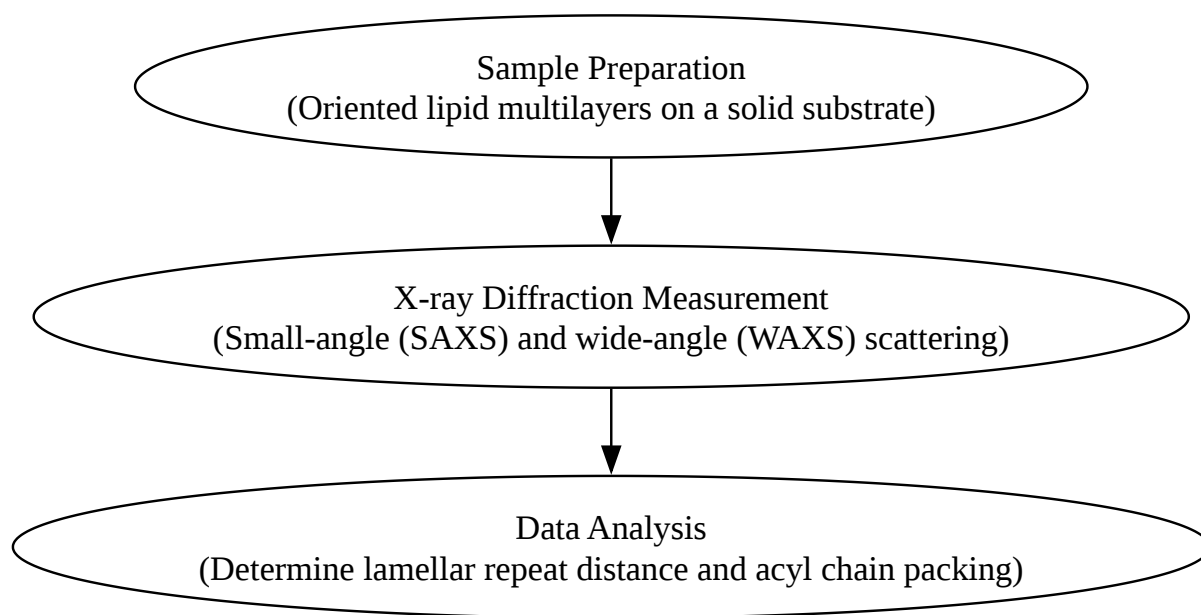 Sample Preparation
(Oriented lipid multilayers on a solid substrate)
X-ray Diffraction Measurement
(Small-angle (SAXS) and wide-angle (WAXS) scattering)
Data Analysis
(Determine lamellar repeat distance and acyl chain packing)